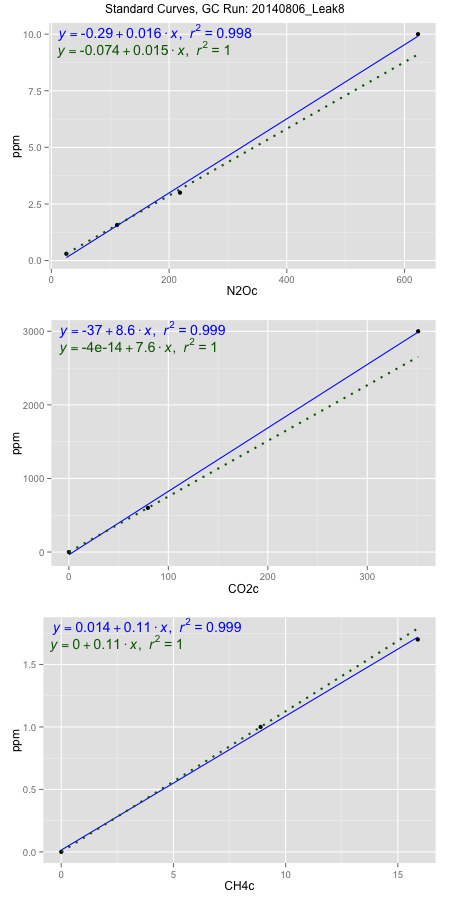 Standard Curves, GC Run: 20140806_Leak8
y = -0.29 + 0.016 · x, r² = 0.998
y = -0.074 + 0.015 · x, r² = 1
10.0
7.5
5.0
2.5
0.0
ppm
0 200 400 600
N2Oc
y = -37 + 8.6 · x, r² = 0.999
y = -4e-14 + 7.6 · x, r² = 1
3000
2000
1000
0
ppm
0 100 200 300
CO2c
y = 0.014 + 0.11 · x, r² = 0.999
y = 0 + 0.11 · x, r² = 1
1.5
1.0
0.5
0.0
ppm
0 5 10 15
CH4c